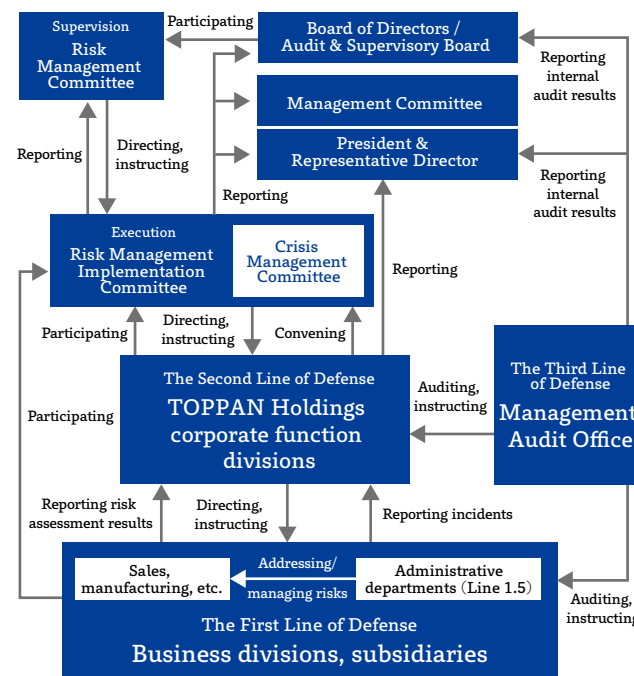 Supervision
Risk
Management
Committee
Participating
Board of Directors /
Audit & Supervisory Board
Reporting
internal
audit results
Management Committee
President &
Representative Director
Reporting
Directing,
instructing
Reporting
Reporting
internal
audit results
Execution
Risk Management
Implementation
Committee
Crisis
Management
Committee
Reporting
Participating
Directing,
instructing
Convening
The Second Line of Defense
TOPPAN Holdings
corporate function
divisions
Auditing,
instructing
The Third Line
of Defense
Management
Audit Office
Participating
Reporting risk
assessment results
Directing,
instructing
Reporting incidents
Sales,
manufacturing, etc.
Addressing/
managing risks
Administrative
departments (Line 1.5)
Auditing,
instructing
The First Line of Defense
Business divisions, subsidiaries